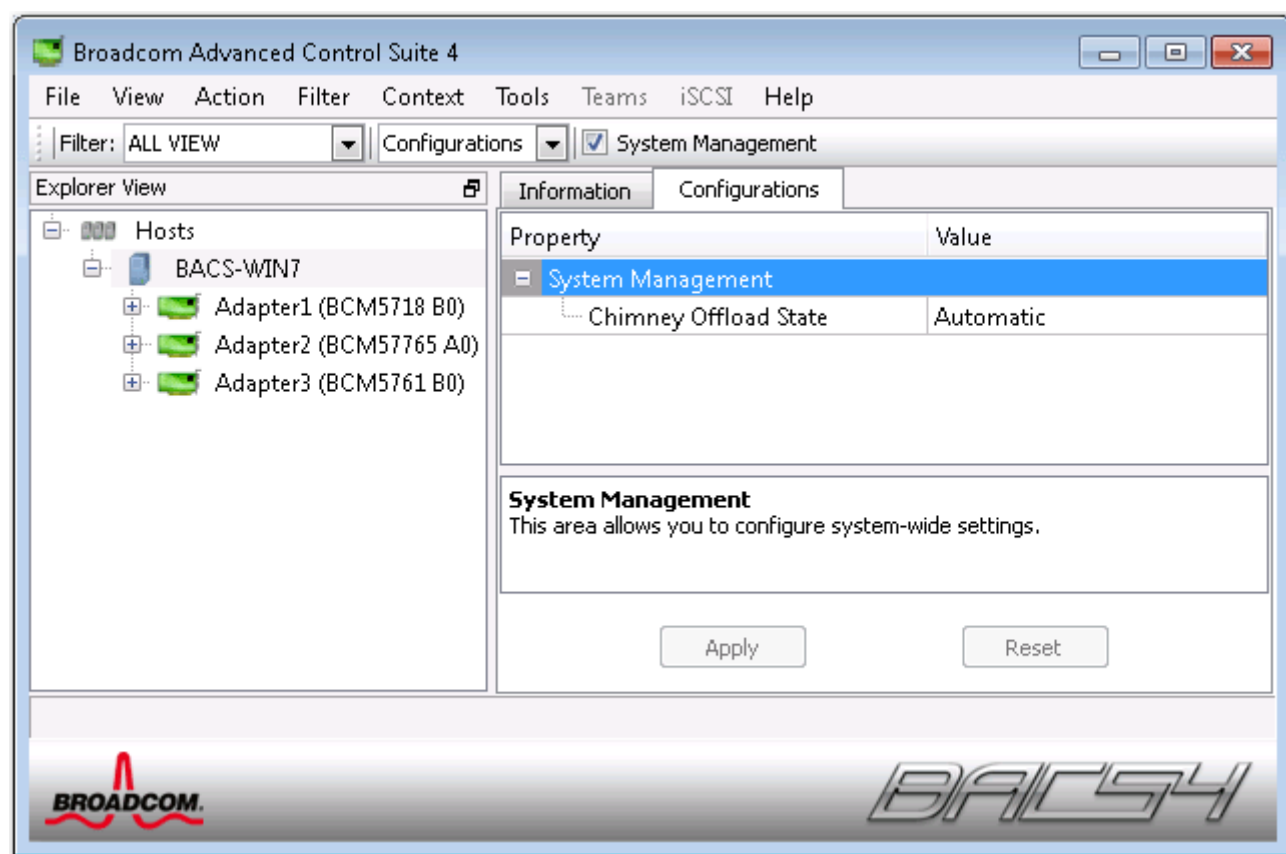 Broadcom Advanced Control Suite 4
File View Action Filter Context Tools Teams iSCSI Help
Filter: ALL VIEW Configurations System Management
Explorer View
Information Configurations
Hosts
BACS-WIN7
Adapter1 (BCM5718 B0)
Adapter2 (BCM57765 A0)
Adapter3 (BCM5761 B0)
Property Value
System Management
Chimney Offload State Automatic
System Management
This area allows you to configure system-wide settings.
Apply Reset
BROADCOM.
BACS4